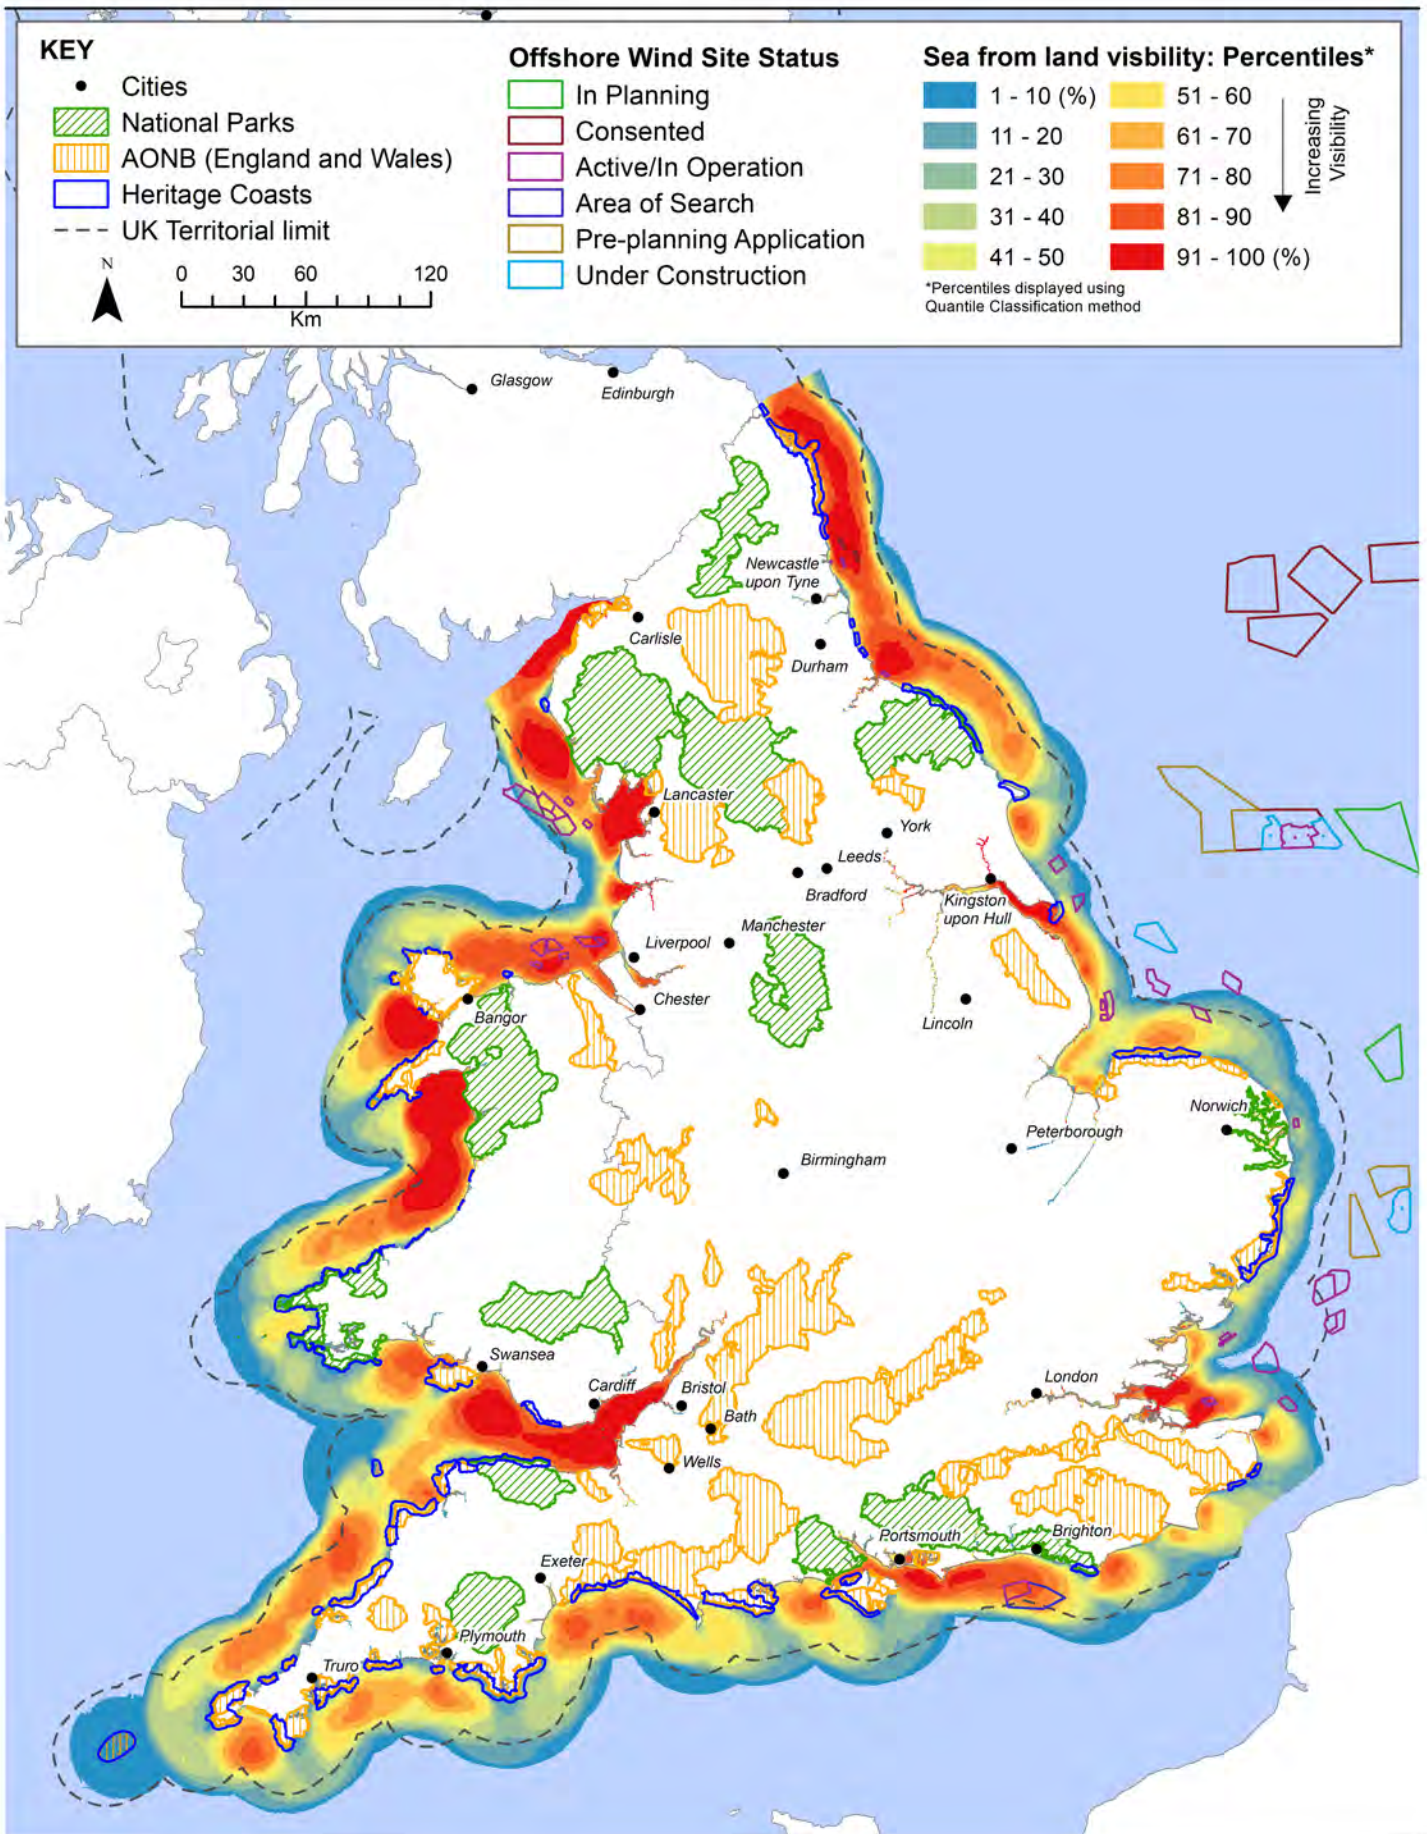 KEY
Cities
National Parks
AONB (England and Wales)
Heritage Coasts
UK Territorial limit
N
0 30 60 120
Km
Offshore Wind Site Status
In Planning
Consented
Active/In Operation
Area of Search
Pre-planning Application
Under Construction
Sea from land visbility: Percentiles*
1 - 10 (%)
11 - 20
21 - 30
31 - 40
41 - 50
51 - 60
61 - 70
71 - 80
81 - 90
91 - 100 (%)
Increasing
Visibility
*Percentiles displayed using
Quantile Classification method
Glasgow
Edinburgh
Newcastle
upon Tyne
Carlisle
Durham
Lancaster
York
Leeds
Bradford
Kingston
upon Hull
Manchester
Liverpool
Chester
Bangor
Lincoln
Norwich
Peterborough
Birmingham
Swansea
Cardiff
Bristol
Bath
London
Wells
Portsmouth
Brighton
Exeter
Plymouth
Truro